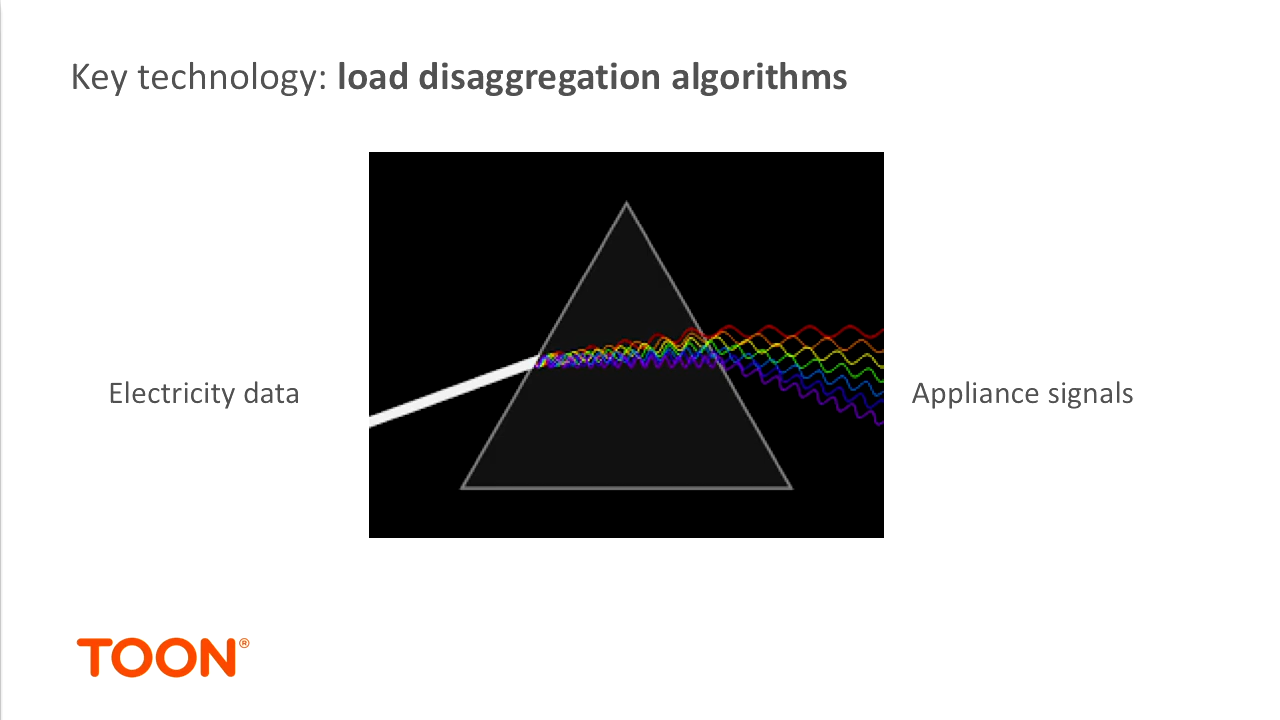 Key technology: load disaggregation algorithms
Electricity data
Appliance signals
TOON®